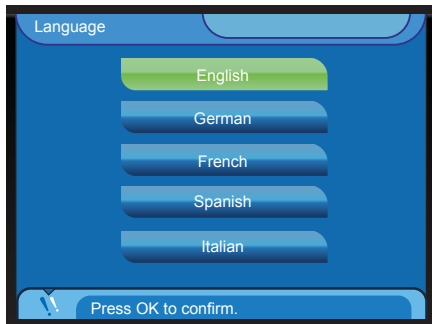 Language
English
German
French
Spanish
Italian
Press OK to confirm.